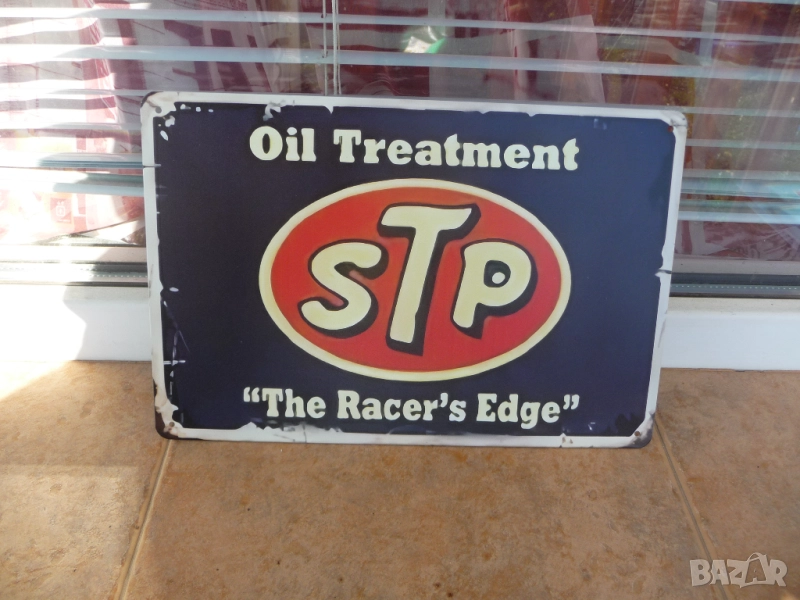 Oil Treatment
STP
“The Racer's Edge”
BAZAR